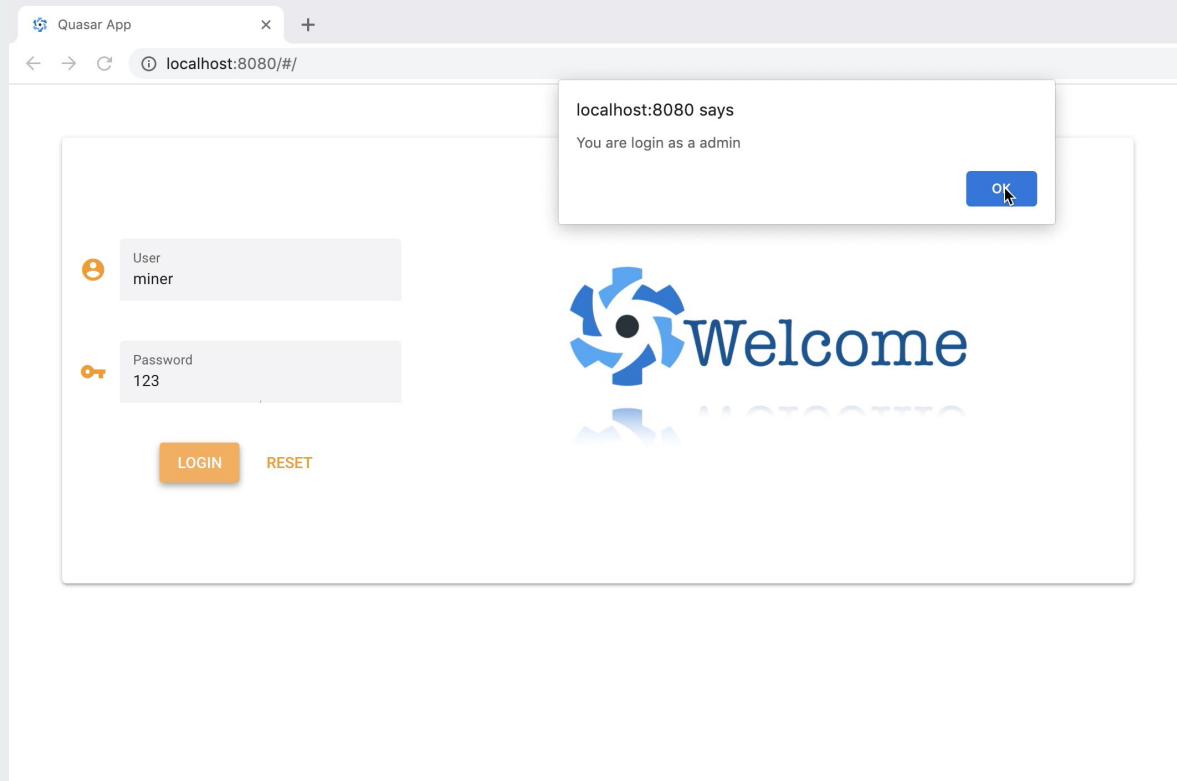 Quasar App
localhost:8080/#/
localhost:8080 says
You are login as a admin
OK
User
miner
Password
123
LOGIN
RESET
Welcome